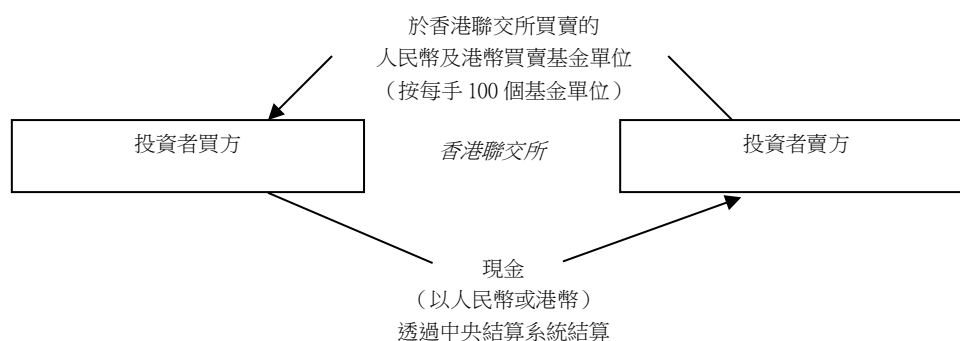 於香港聯交所買賣的
人民幣及港幣買賣基金單位
（按每手 100 個基金單位）
投資者買方
香港聯交所
投資者賣方
現金
（以人民幣或港幣）
透過中央結算系統結算